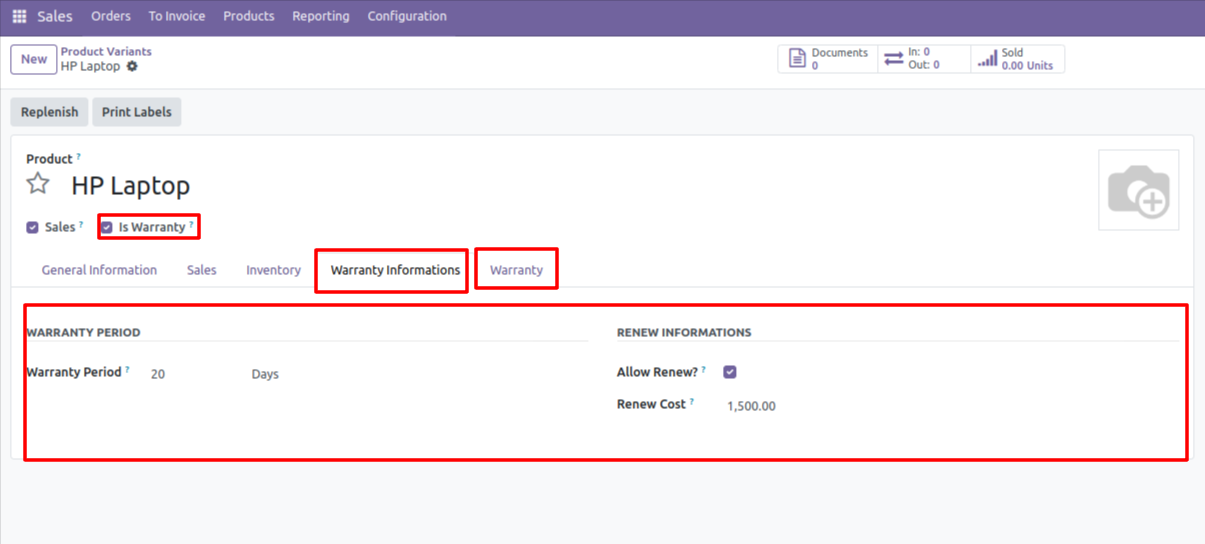 Sales Orders To Invoice Products Reporting Configuration
New
Product Variants
HP Laptop
Documents
0
In: 0
Out: 0
Sold
0.00 Units
Replenish Print Labels
Product ?
HP Laptop
Sales ? Is Warranty ?
General Information Sales Inventory Warranty Informations Warranty
WARRANTY PERIOD
Warranty Period ? 20 Days
RENEW INFORMATIONS
Allow Renew? ?
Renew Cost ? 1,500.00